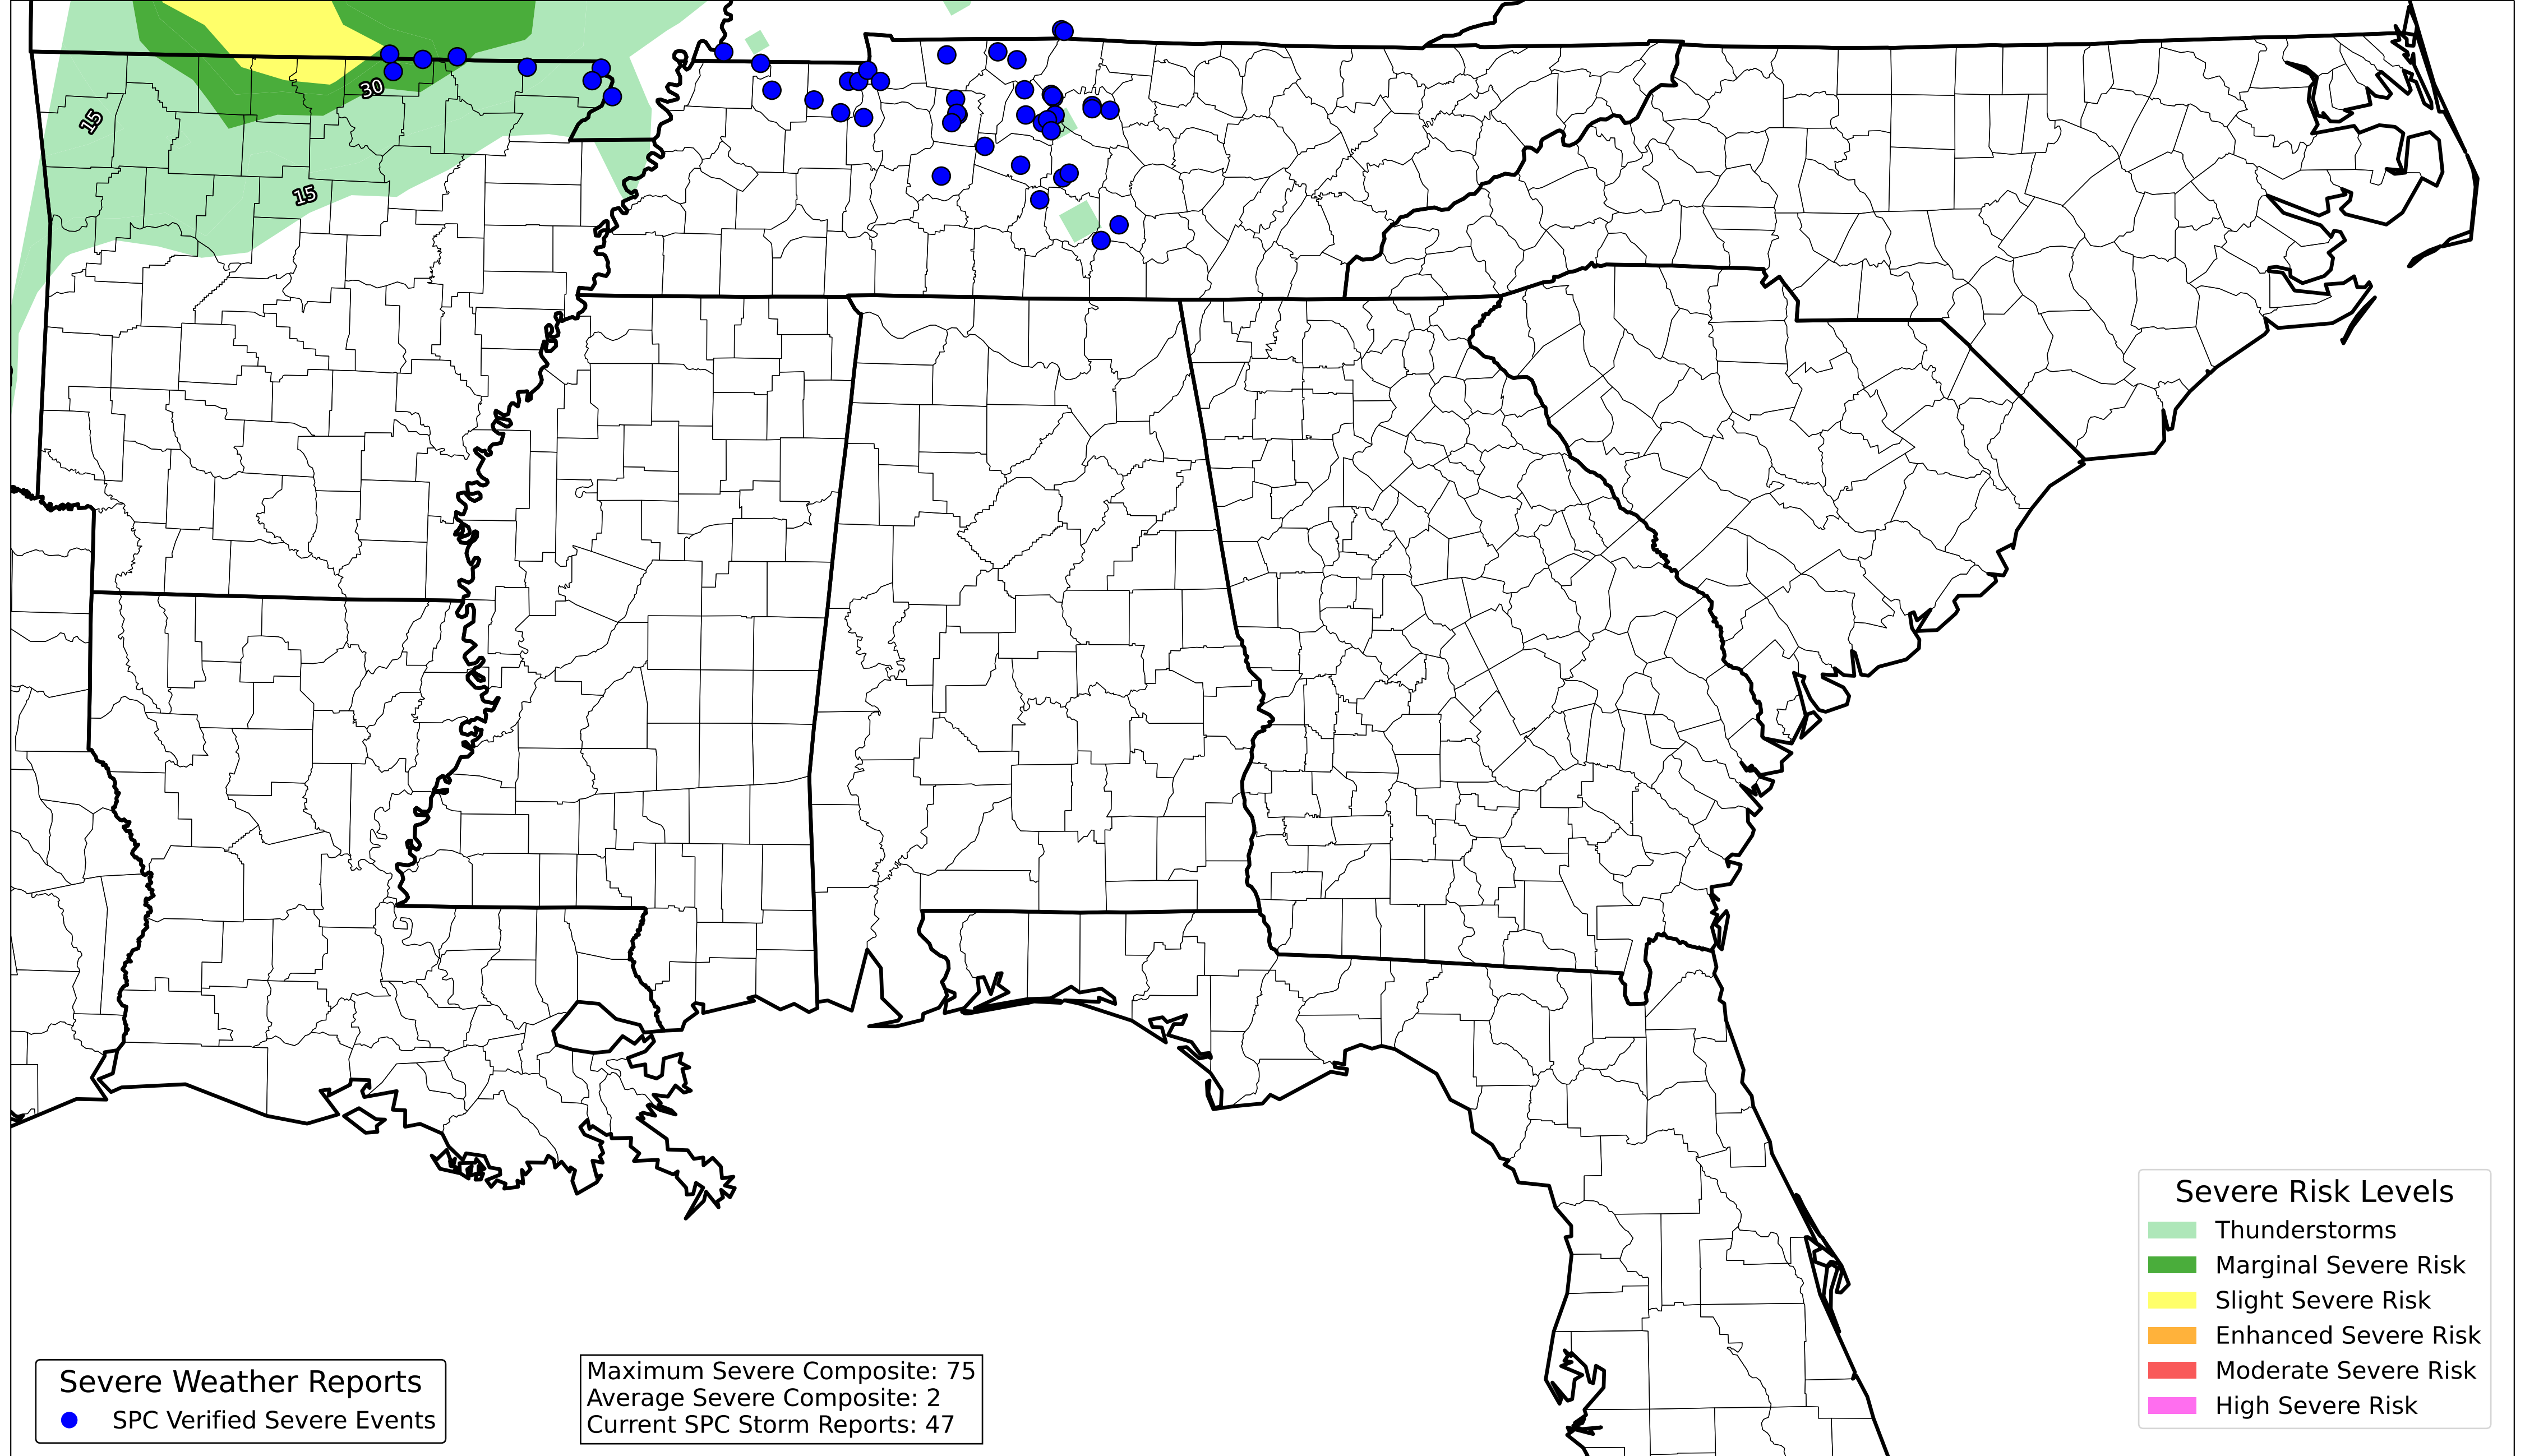 30
15
15
Severe Risk Levels
Thunderstorms
Marginal Severe Risk
Slight Severe Risk
Enhanced Severe Risk
Moderate Severe Risk
High Severe Risk
Severe Weather Reports
SPC Verified Severe Events
Maximum Severe Composite: 75
Average Severe Composite: 2
Current SPC Storm Reports: 47